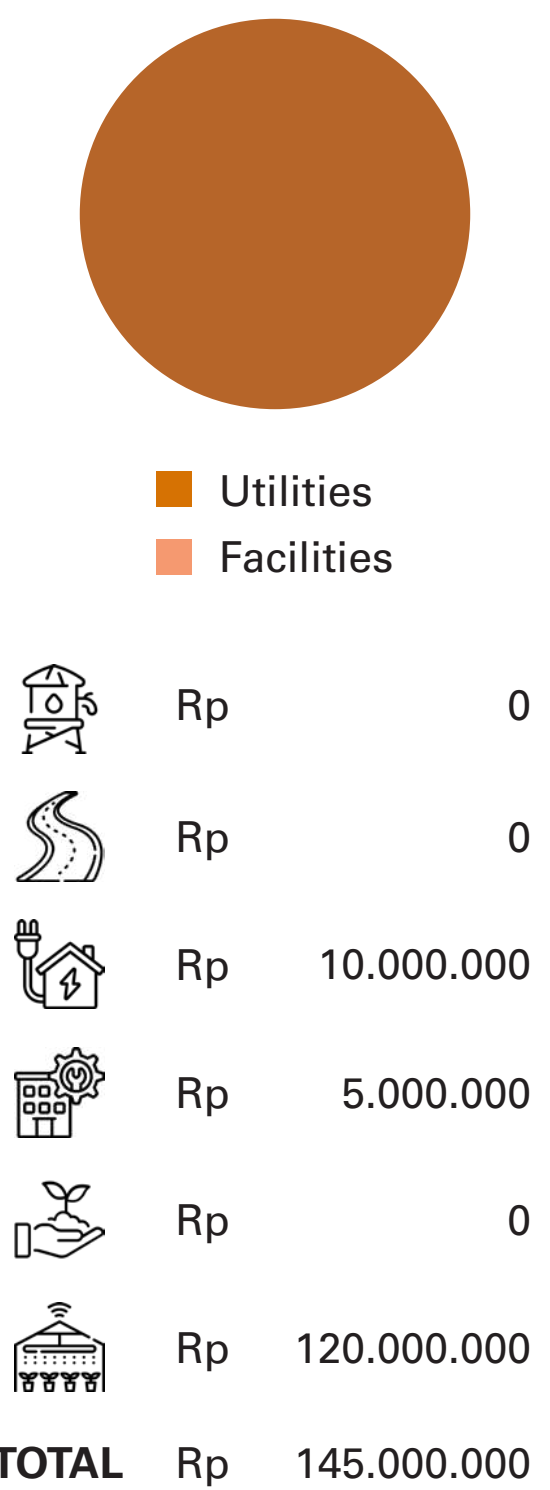 Utilities
Facilities
Rp 0
Rp 0
Rp 10.000.000
Rp 5.000.000
Rp 0
Rp 120.000.000
TOTAL Rp 145.000.000